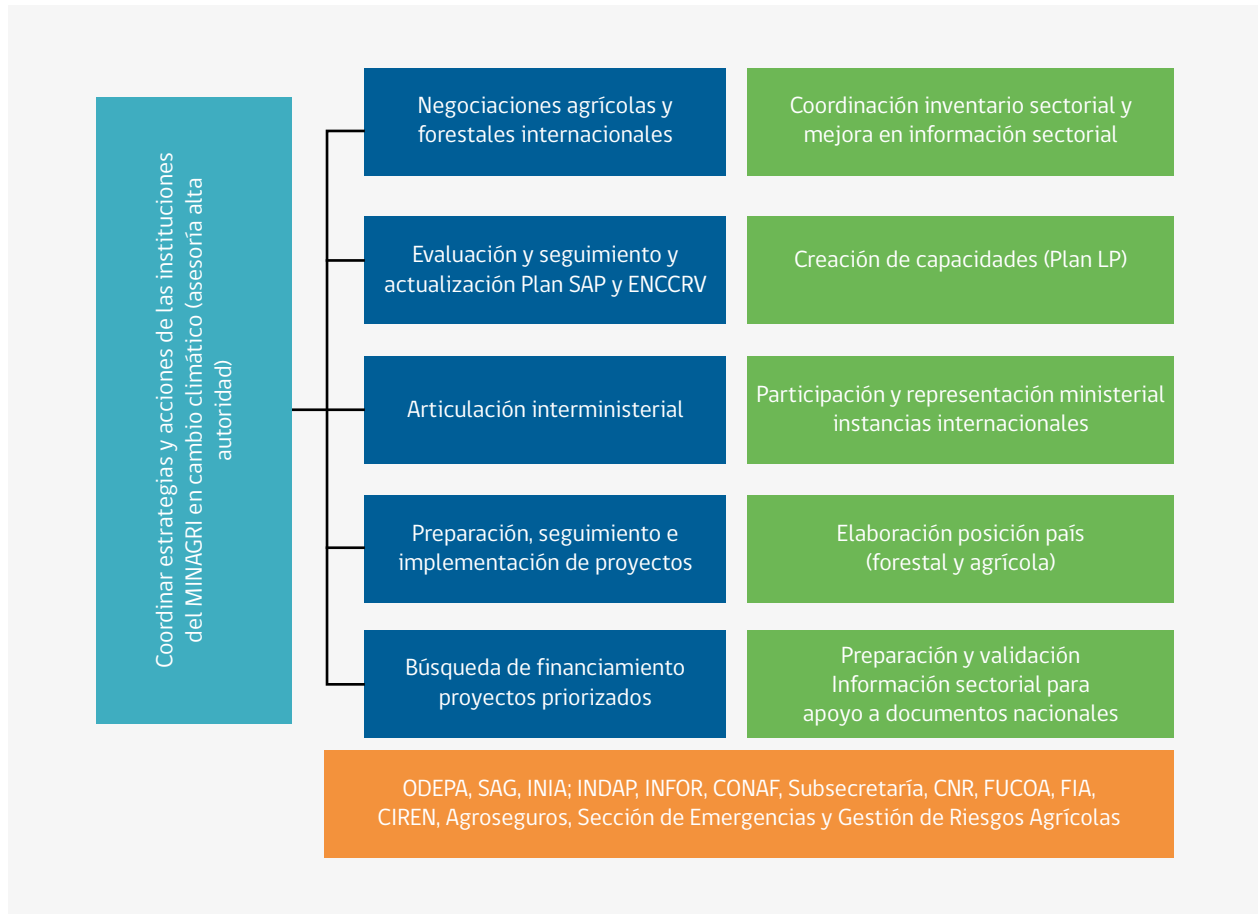 Coordinar estrategias y acciones de las instituciones
del MINAGRI en cambio climático (asesoría alta
autoridad)
Negociaciones agrícolas y
forestales internacionales
Coordinación inventario sectorial y
mejora en información sectorial
Evaluación y seguimiento y
actualización Plan SAP y ENCCRV
Creación de capacidades (Plan LP)
Articulación interministerial
Participación y representación ministerial
instancias internacionales
Preparación, seguimiento e
implementación de proyectos
Elaboración posición país
(forestal y agrícola)
Búsqueda de financiamiento
proyectos priorizados
Preparación y validación
Información sectorial para
apoyo a documentos nacionales
ODEPA, SAG, INIA; INDAP, INFOR, CONAF, Subsecretaría, CNR, FUCOA, FIA,
CIREN, Agroseguros, Sección de Emergencias y Gestión de Riesgos Agrícolas